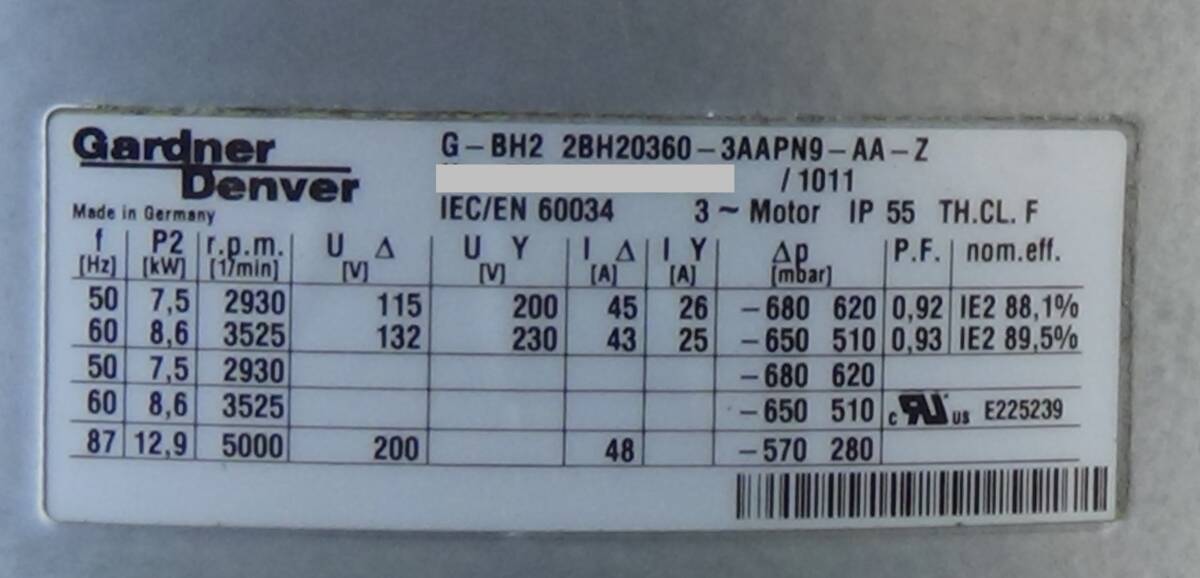 Gardner Denver
G-BH2 2BH20360-3AAPN9-AA-Z
/ 1011
Made in Germany
IEC/EN 60034 3~ Motor IP 55 TH.CL. F
f [Hz] P2 [kW] r.p.m. [1/min] U Δ [V] U Y [V] I Δ [A] I Y [A] Δp [mbar] P.F. nom.eff.
50 7,5 2930 115 200 45 26 -680 620 0,92 IE2 88,1%
60 8,6 3525 132 230 43 25 -650 510 0,93 IE2 89,5%
50 7,5 2930 -680 620
60 8,6 3525 -650 510 c RU us E225239
87 12,9 5000 200 48 -570 280